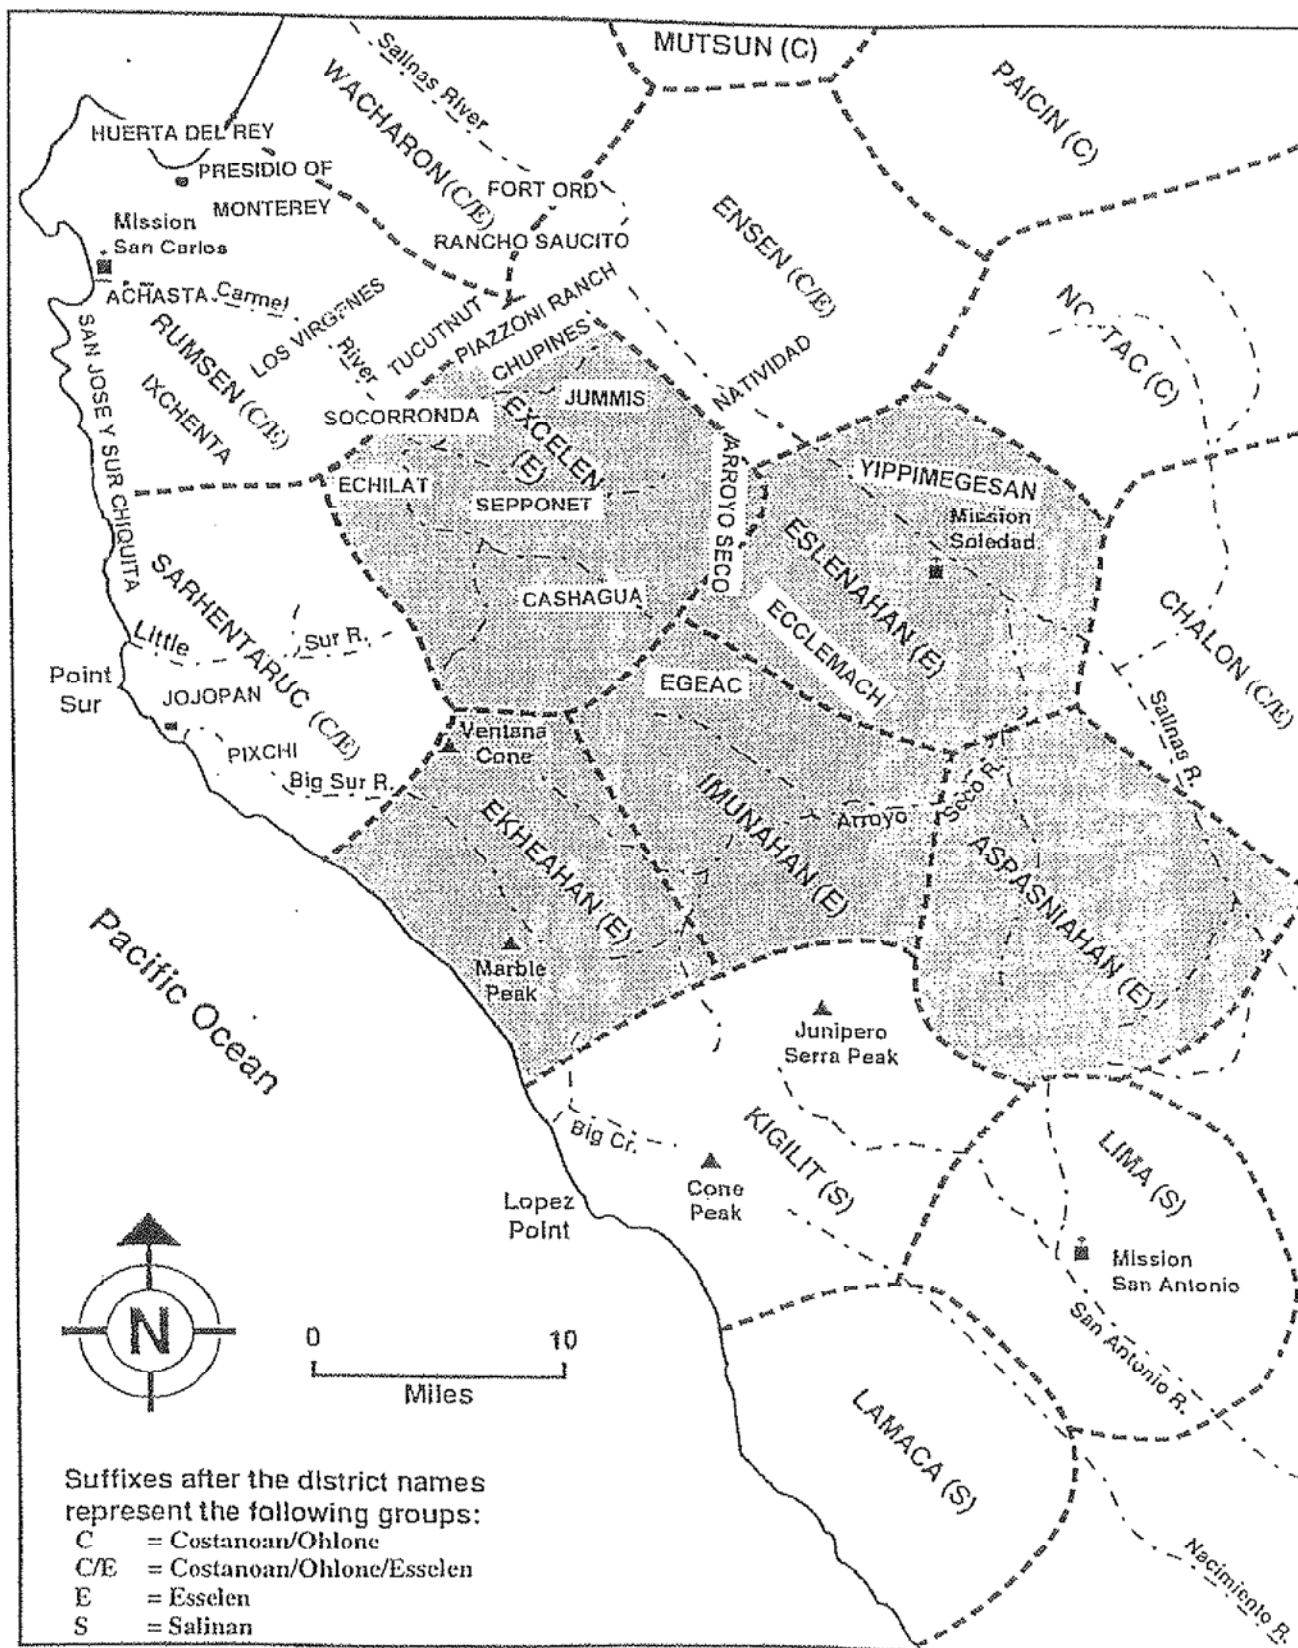 MUTSUN (C)
Salinas River
WACHARON (C/E)
PAICIN (C)
HUERTA DEL REY
PRESIDIO OF
MONTEREY
FORT ORD
ENSEN (C/E)
Mission
San Carlos
RANCHO SAUCITO
ACHASTA
Carmel
River
LOS VIRGENES
TUCUTNUT
PIAZZONI RANCH
CHUPINES
NATIVIDAD
NO-TAC (C)
SAN JOSE Y SUR CHIQUITA
RUMSEN (C/E)
IXCHENTA
SOCORRONDA
JUMMIS
EXCELEN
(E)
ECHILAT
SEPPONET
ARROYO SECO
YIPPIMEGESAN
Mission
Soledad
ESLENAHAN (E)
CASHAGUA
ECCLEMACH
SARHENTARUC (C/E)
CHALON (C/E)
Little
Sur R.
Point
Sur
JOJOPAN
EGEAC
Salinas R.
PIXCHI
Big Sur R.
Ventana
Cone
EKHEAHAN (E)
IMUNAHAN (E)
Arroyo
Seco R.
ASPASNIAHAN (E)
Pacific Ocean
Marble
Peak
Junipero
Serra Peak
Big Cr.
KIGILIT (S)
LIMA (S)
Cone
Peak
Lopez
Point
Mission
San Antonio
San Antonio R.
N
0 10
Miles
LAMACA (S)
Nacimiento R.
Suffixes after the district names
represent the following groups:
C = Costanoan/Ohlone
C/E = Costanoan/Ohlone/Esselen
E = Esselen
S = Salinan